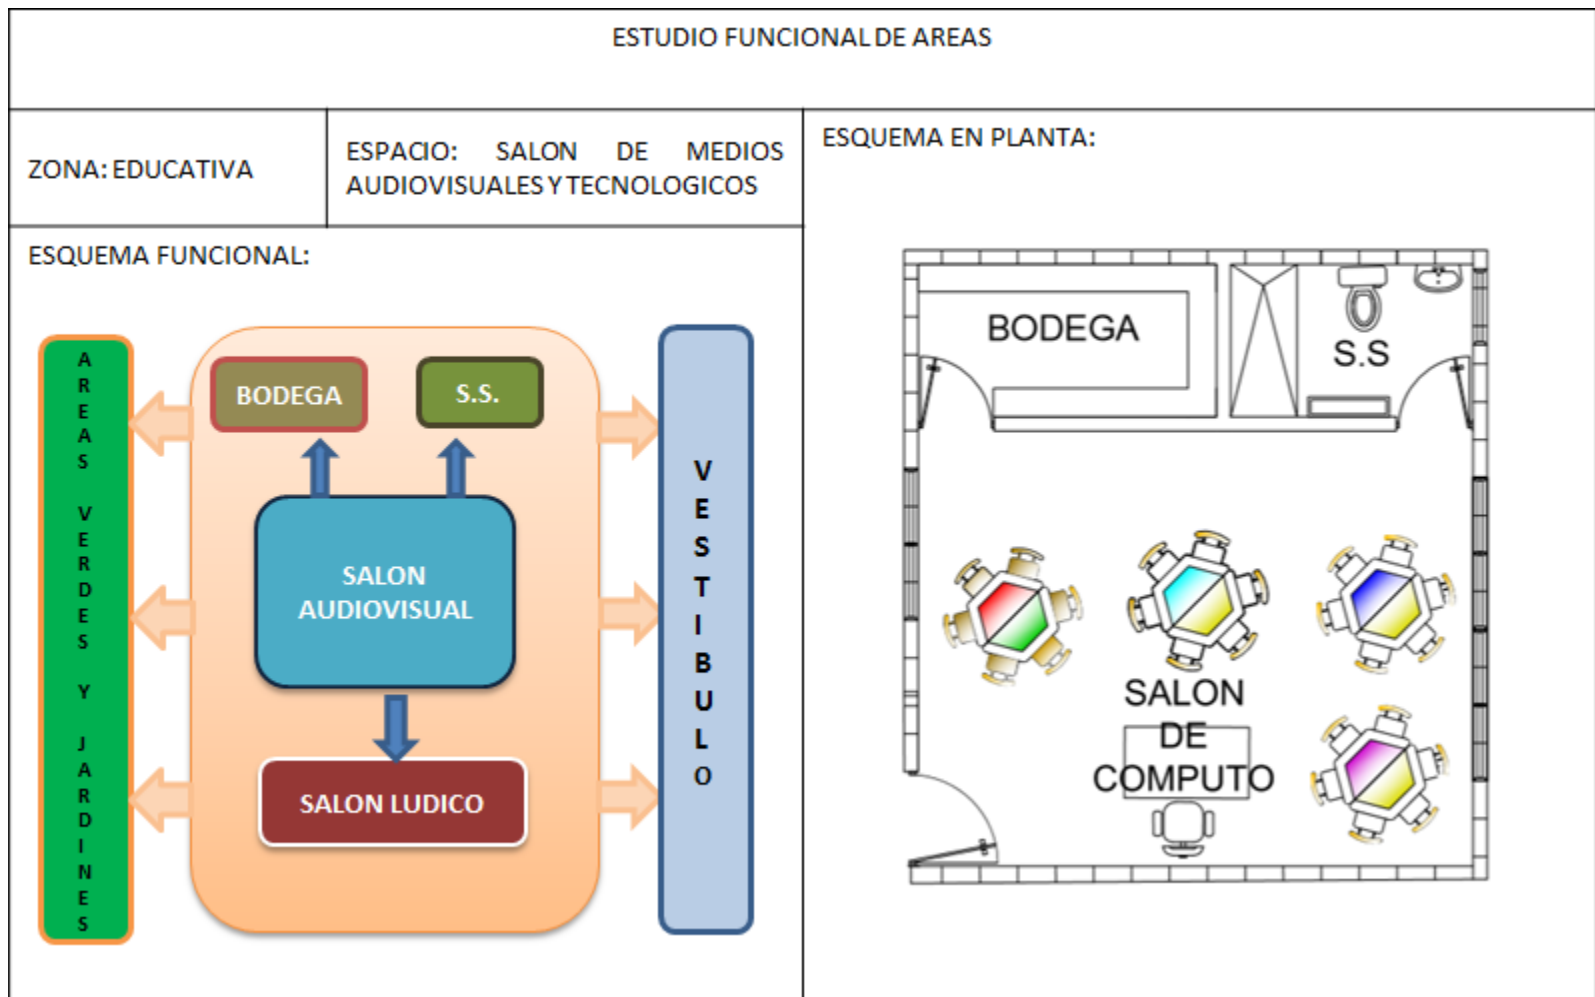 ESTUDIO FUNCIONAL DE AREAS
ZONA: EDUCATIVA
ESPACIO: SALON DE MEDIOS
AUDIOVISUALES Y TECNOLOGICOS
ESQUEMA FUNCIONAL:
AREAS VERDES Y JARDINES
BODEGA
S.S.
SALON
AUDIOVISUAL
SALON LUDICO
VESTIBULO
ESQUEMA EN PLANTA:
BODEGA
S.S
SALON
DE
COMPUTO